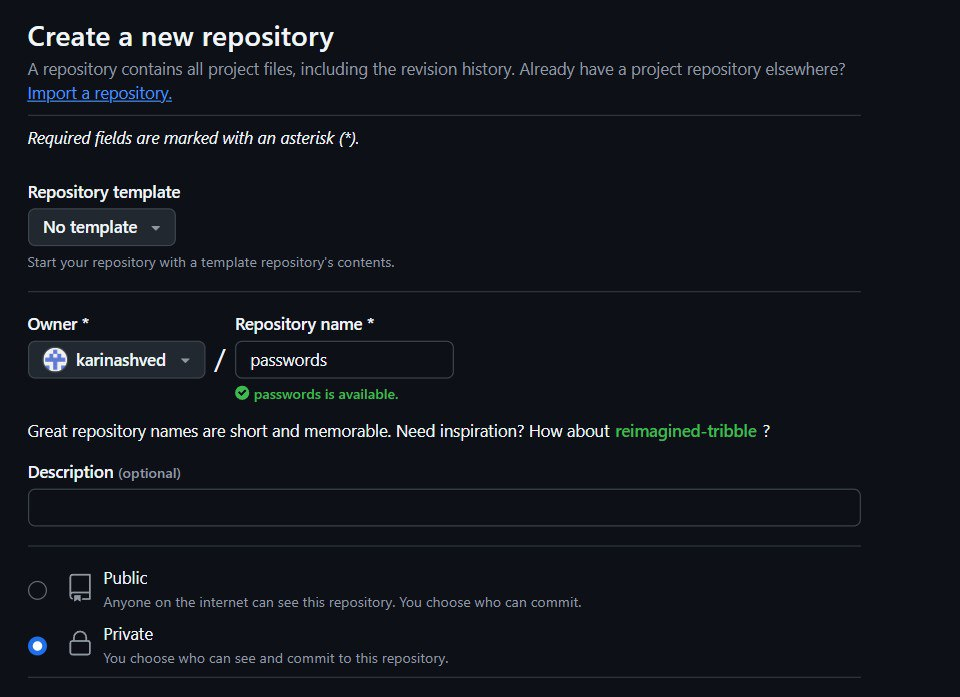 Create a new repository
A repository contains all project files, including the revision history. Already have a project repository elsewhere?
Import a repository.
Required fields are marked with an asterisk (*).
Repository template
No template
Start your repository with a template repository's contents.
Owner *
Repository name *
karinashved
/
passwords
passwords is available.
Great repository names are short and memorable. Need inspiration? How about reimagined-tribble ?
Description (optional)
Public
Anyone on the internet can see this repository. You choose who can commit.
Private
You choose who can see and commit to this repository.